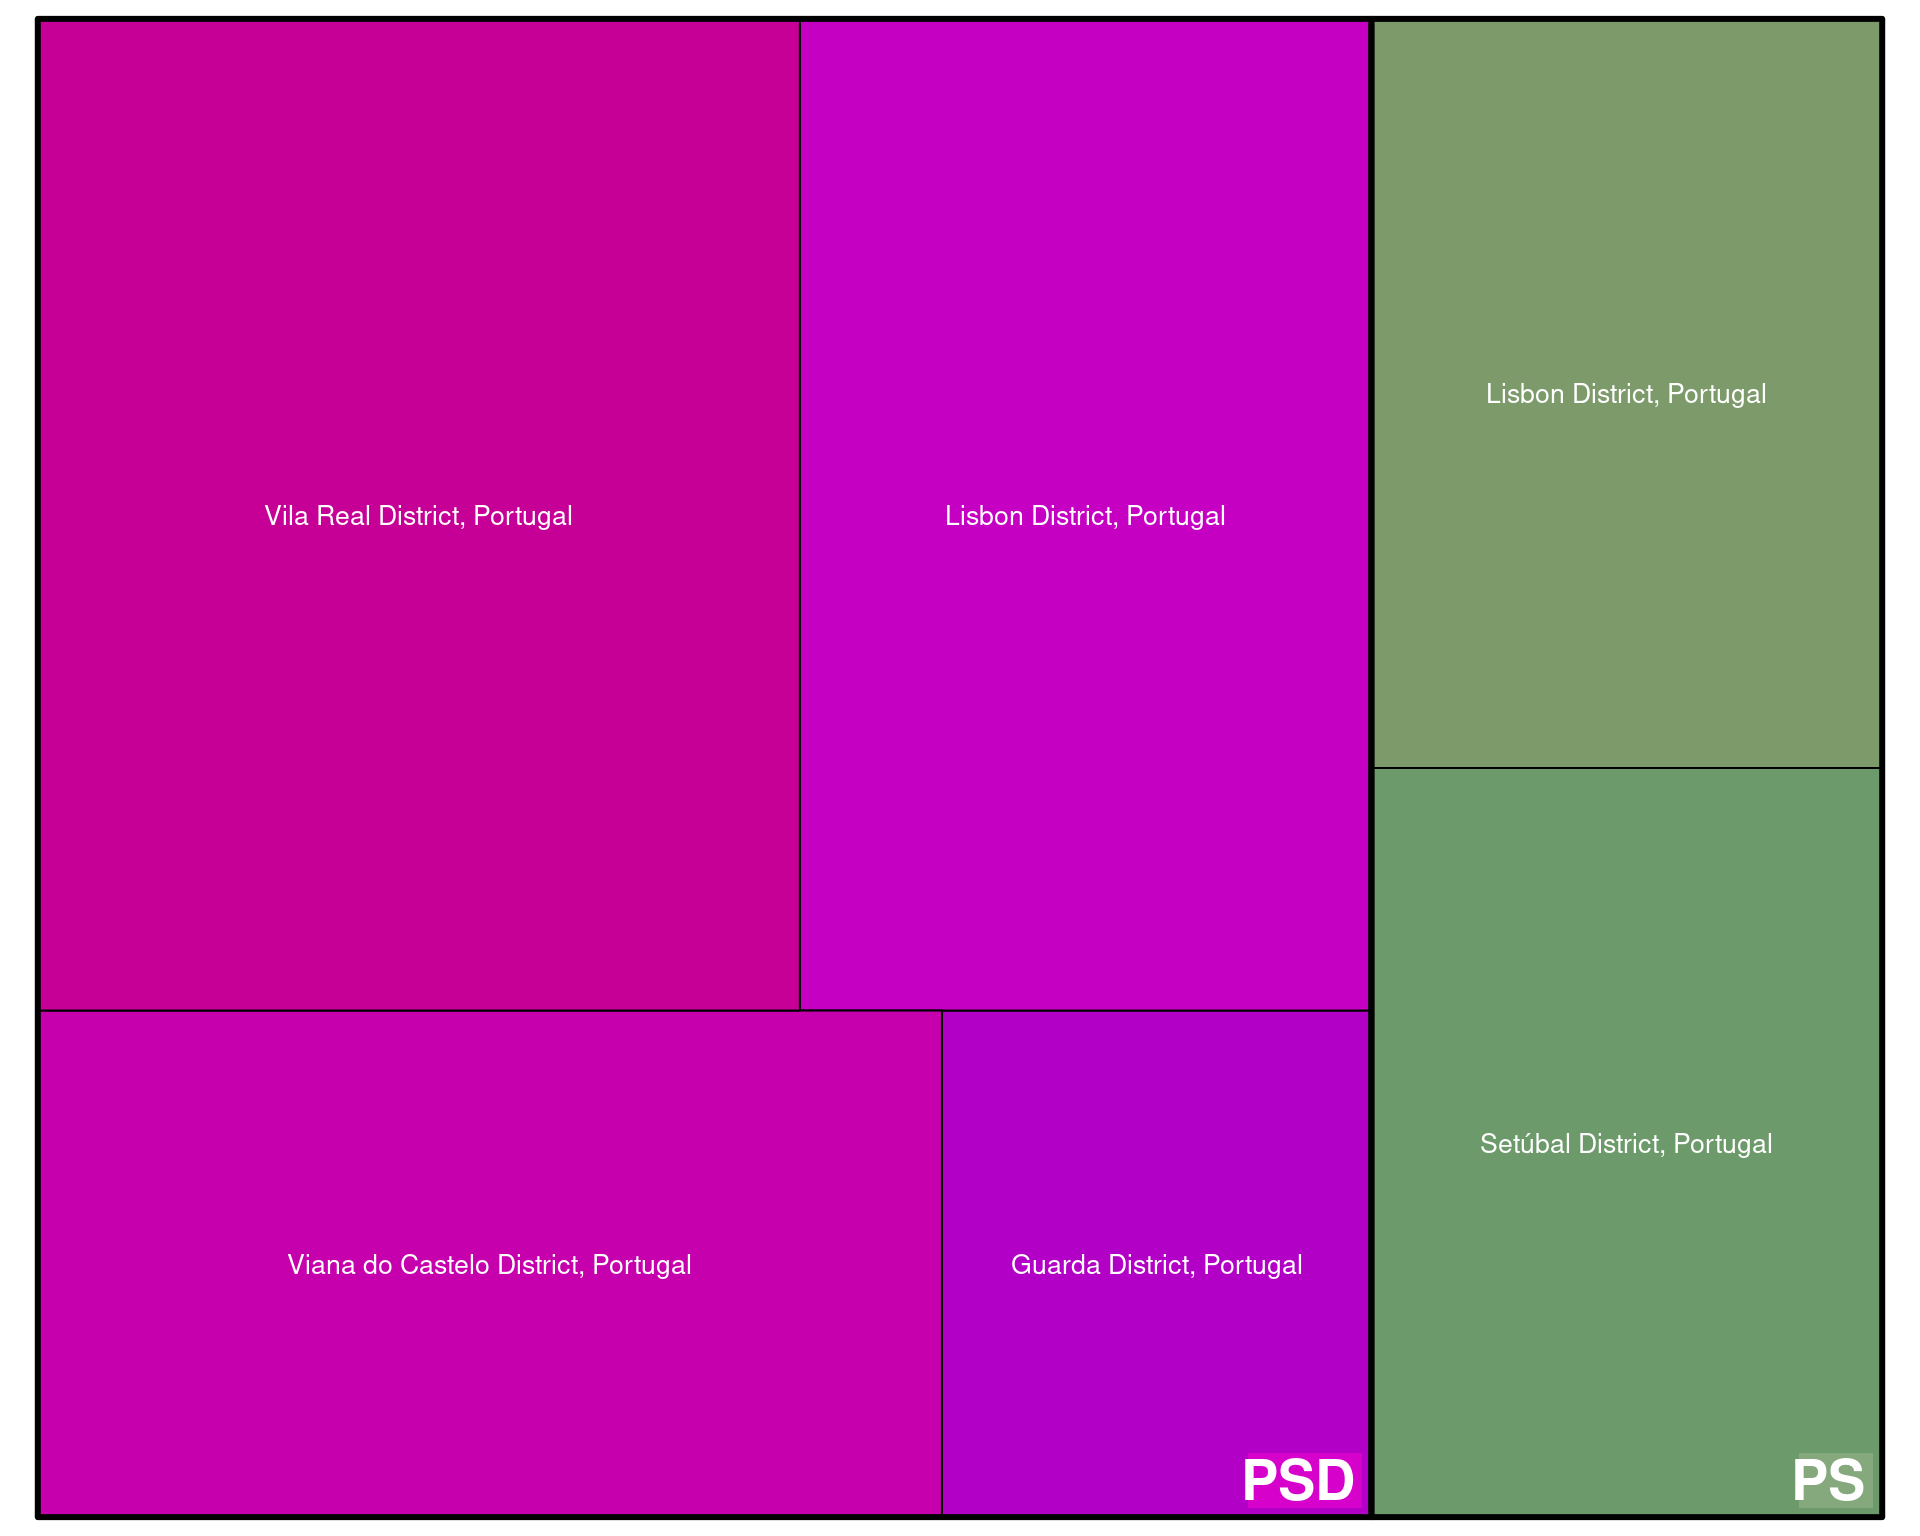 Vila Real District, Portugal
Lisbon District, Portugal
Lisbon District, Portugal
Viana do Castelo District, Portugal
Guarda District, Portugal
Setúbal District, Portugal
PSD
PS